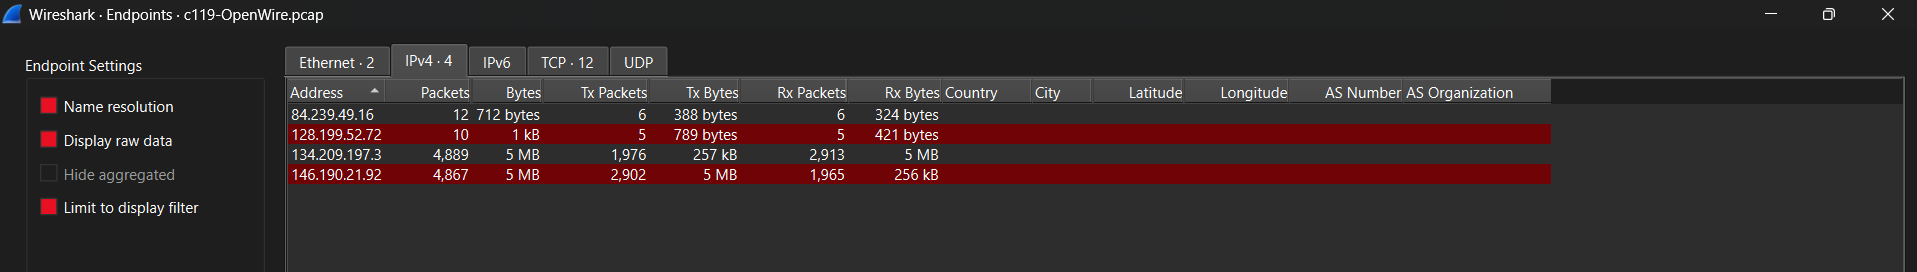 Wireshark · Endpoints · c119-OpenWire.pcap
Endpoint Settings
Name resolution
Display raw data
Hide aggregated
Limit to display filter
Ethernet · 2 IPv4 · 4 IPv6 TCP · 12 UDP
Address Packets Bytes Tx Packets Tx Bytes Rx Packets Rx Bytes Country City Latitude Longitude AS Number AS Organization
84.239.49.16 12 712 bytes 6 388 bytes 6 324 bytes
128.199.52.72 10 1 kB 5 789 bytes 5 421 bytes
134.209.197.3 4,889 5 MB 1,976 257 kB 2,913 5 MB
146.190.21.92 4,867 5 MB 2,902 5 MB 1,965 256 kB